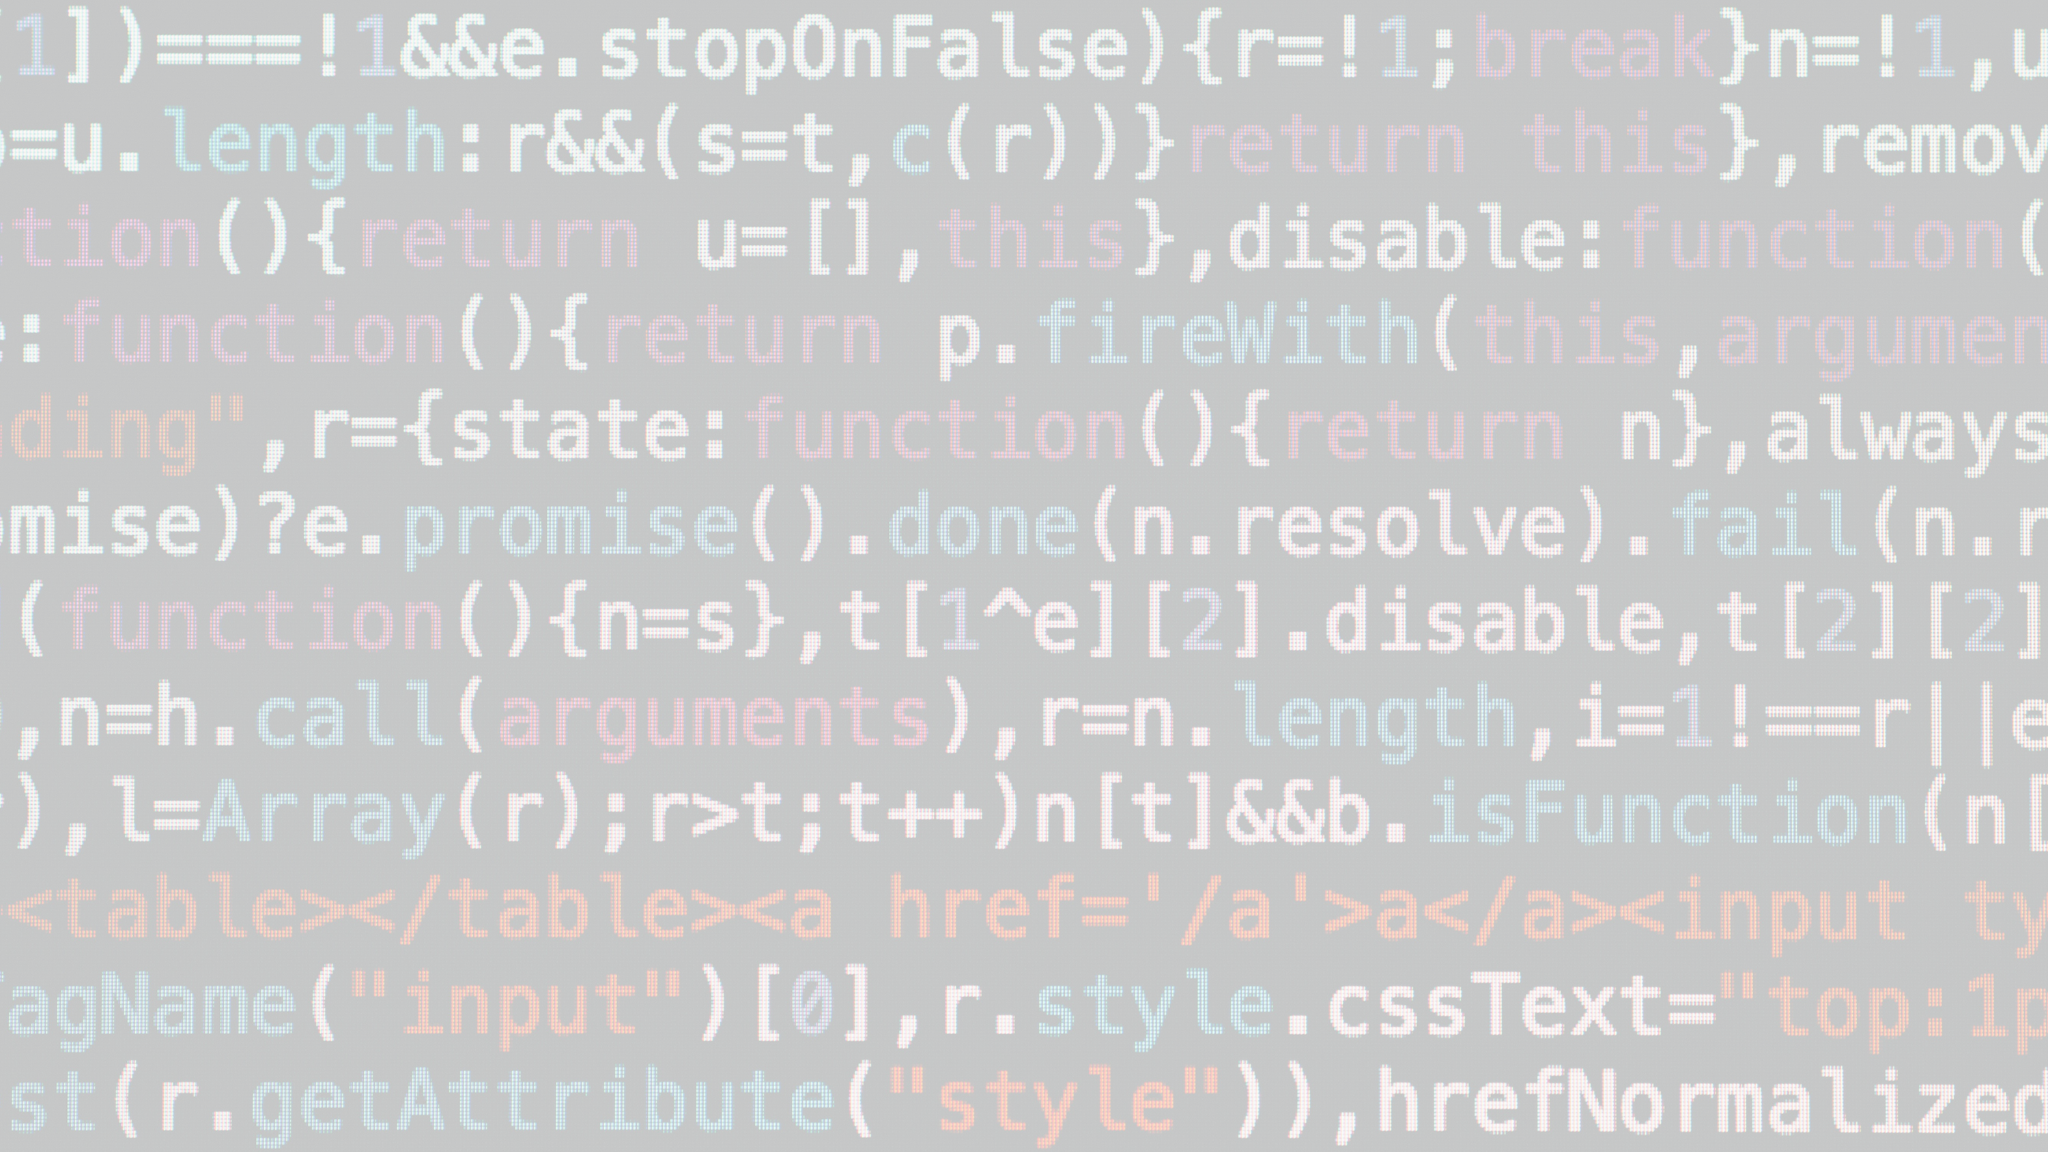 1])===!1&&e.stopOnFalse){r=!1;break}n=!1,u
=u.length:r&&(s=t,c(r))}return this},remov
tion(){return u=[],this},disable:function(
:function(){return p.fireWith(this,argumen
ding",r={state:function(){return n},always
mise)?e.promise().done(n.resolve).fail(n.r
(function(){n=s},t[1^e][2].disable,t[2][2]
,n=h.call(arguments),r=n.length,i=1!==r||e
),l=Array(r);r>t;t++)n[t]&&b.isFunction(n[
<table></table><a href='/a'>a</a><input ty
agName("input")[0],r.style.cssText="top:1p
st(r.getAttribute("style")),hrefNormalized